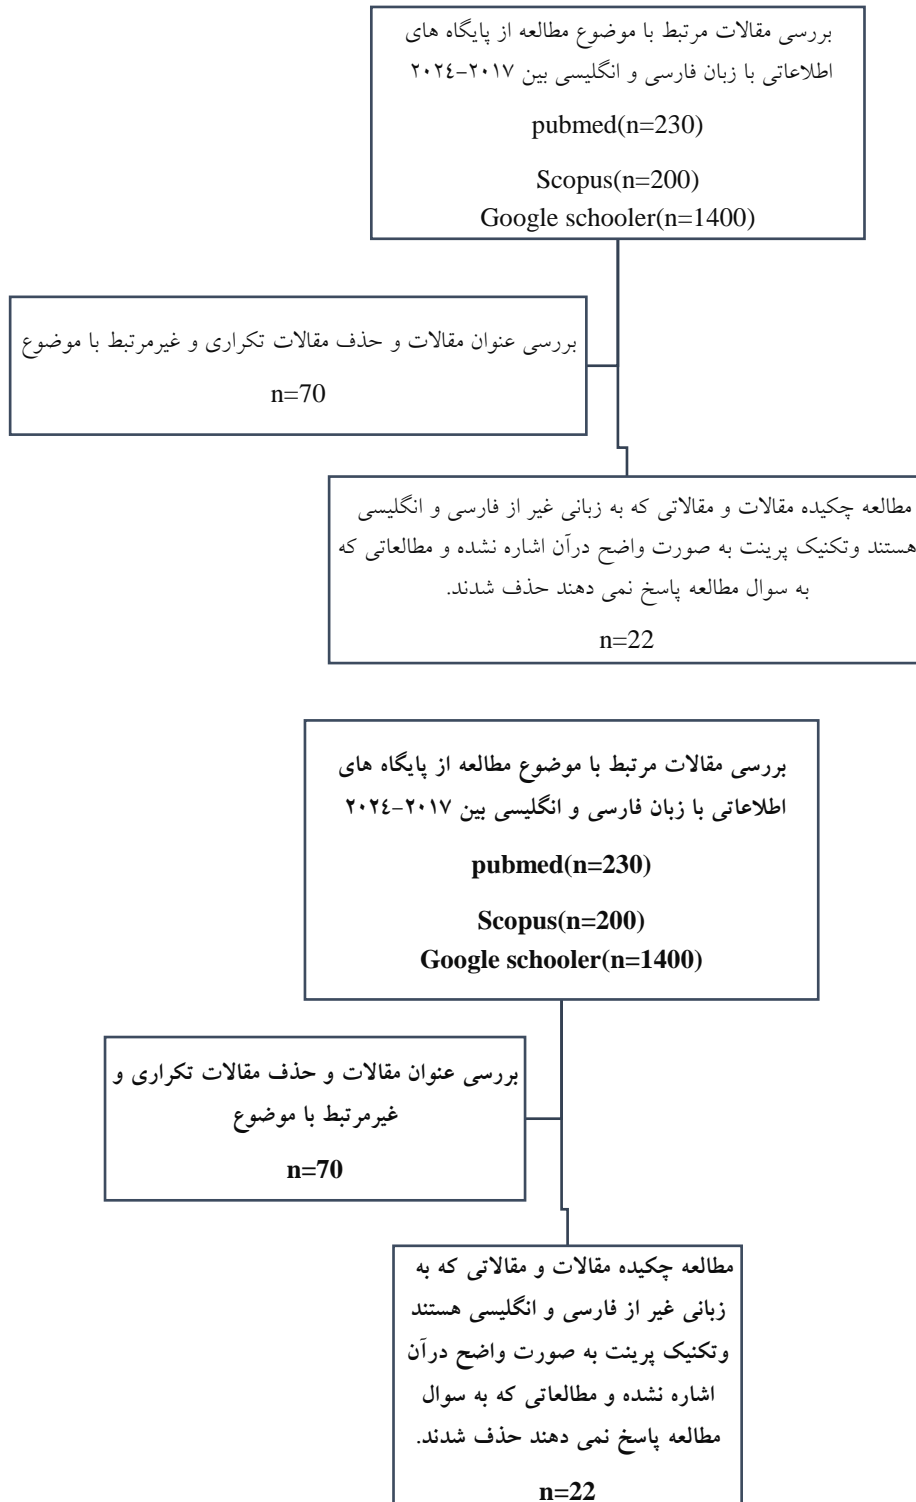 بررسی مقالات مرتبط با موضوع مطالعه از پایگاه های
اطلاعاتی با زبان فارسی و انگلیسی بین ٢٠١٧-٢٠٢٤
pubmed(n=230)
Scopus(n=200)
Google schooler(n=1400)
بررسی عنوان مقالات و حذف مقالات تکراری و غیرمرتبط با موضوع
n=70
مطالعه چکیده مقالات و مقالاتی که به زبانی غیر از فارسی و انگلیسی
هستند وتکنیک پرینت به صورت واضح درآن اشاره نشده و مطالعاتی که
به سوال مطالعه پاسخ نمی دهند حذف شدند.
n=22
بررسی مقالات مرتبط با موضوع مطالعه از پایگاه های
اطلاعاتی با زبان فارسی و انگلیسی بین ٢٠١٧-٢٠٢٤
pubmed(n=230)
Scopus(n=200)
Google schooler(n=1400)
بررسی عنوان مقالات و حذف مقالات تکراری و
غیرمرتبط با موضوع
n=70
مطالعه چکیده مقالات و مقالاتی که به
زبانی غیر از فارسی و انگلیسی هستند
وتکنیک پرینت به صورت واضح درآن
اشاره نشده و مطالعاتی که به سوال
مطالعه پاسخ نمی دهند حذف شدند.
n=22